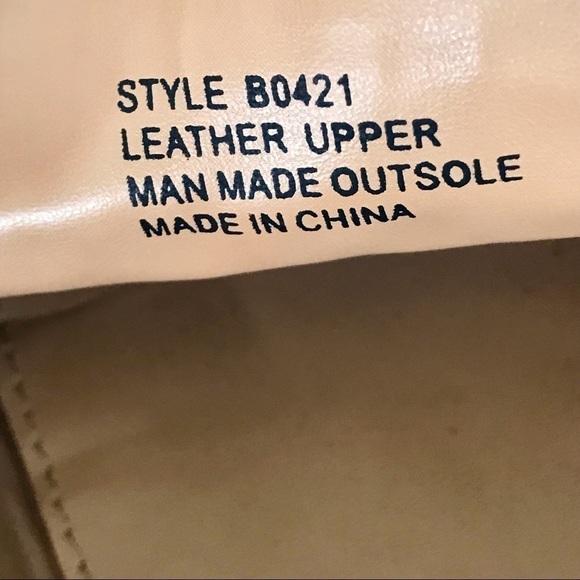 STYLE B0421
LEATHER UPPER
MAN MADE OUTSOLE
MADE IN CHINA